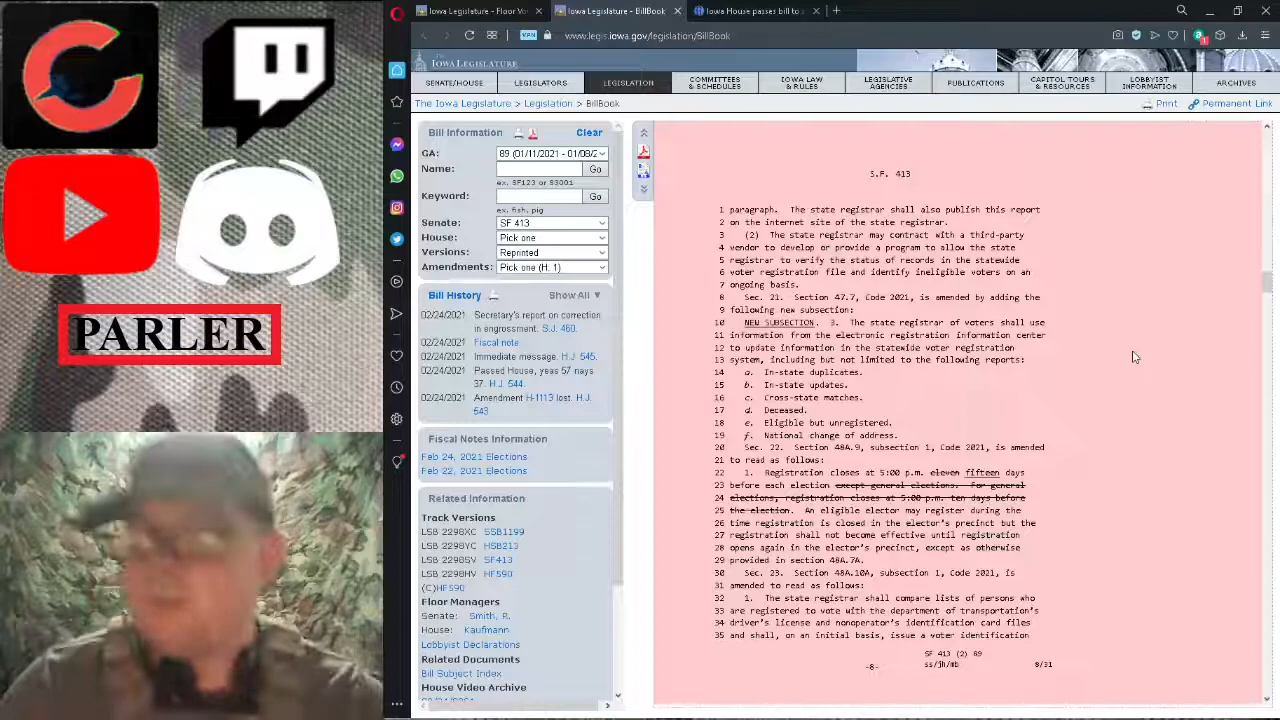 PARLER
Iowa Legislature - Floor Mo
Iowa Legislature - BillBook
Iowa House passes bill to
VPN
www.legis.iowa.gov/legislation/BillBook
IOWA LEGISLATURE
SENATE/HOUSE
LEGISLATORS
LEGISLATION
COMMITTEES & SCHEDULES
IOWA LAW & RULES
LEGISLATIVE AGENCIES
PUBLICATIONS
CAPITOL TOURS & RESOURCES
LOBBYIST INFORMATION
ARCHIVES
The Iowa Legislature > Legislation > BillBook
Print
Permanent Link
Bill Information
Clear
GA:
89 (01/11/2021 - 01/08/2
Name:
Go
ex. SF123 or 83001
Keyword:
Go
ex. fish, pig
Senate:
SF 413
House:
Pick one
Versions:
Reprinted
Amendments:
Pick one (H: 1)
Bill History
Show All ▼
02/24/2021 Secretary's report on correction in engrossment. S.J. 460.
02/24/2021 Fiscal note
02/24/2021 Immediate message. H.J. 545.
02/24/2021 Passed House, yeas 57 nays 37. H.J. 544.
02/24/2021 Amendment H-1113 lost. H.J. 543
Fiscal Notes Information
Feb 24, 2021 Elections
Feb 22, 2021 Elections
Related Information
Track Versions
LSB 2298XC SSB1199
LSB 2298YC HSB213
LSB 2298SV SF413
LSB 2298HV HF590
(C)HF590
Floor Managers
Senate: Smith, R.
House: Kaufmann
Lobbyist Declarations
Related Documents
Bill Subject Index
House Video Archive
S.F. 413
1 paragraph. The state registrar shall also publish this report
2 on the internet site of the state registrar.
3 (2) The state registrar may contract with a third-party
4 vendor to develop or provide a program to allow the state
5 registrar to verify the status of records in the statewide
6 voter registration file and identify ineligible voters on an
7 ongoing basis.
8 Sec. 21. Section 47.7, Code 2021, is amended by adding the
9 following new subsection:
10 NEW SUBSECTION. 3. The state registrar of voters shall use
11 information from the electronic registration information center
12 to update information in the statewide voter registration
13 system, including but not limited to the following reports:
14 a. In-state duplicates.
15 b. In-state updates.
16 c. Cross-state matches.
17 d. Deceased.
18 e. Eligible but unregistered.
19 f. National change of address.
20 Sec. 22. Section 48A.9, subsection 1, Code 2021, is amended
21 to read as follows:
22 1. Registration closes at 5:00 p.m. eleven fifteen days
23 before each election except general elections. For general
24 elections, registration closes at 5:00 p.m. ten days before
25 the election. An eligible elector may register during the
26 time registration is closed in the elector's precinct but the
27 registration shall not become effective until registration
28 opens again in the elector's precinct, except as otherwise
29 provided in section 48A.7A.
30 Sec. 23. Section 48A.10A, subsection 1, Code 2021, is
31 amended to read as follows:
32 1. The state registrar shall compare lists of persons who
33 are registered to vote with the department of transportation's
34 driver's license and nonoperator's identification card files
35 and shall, on an initial basis, issue a voter identification
SF 413 (2) 89
-8- ss/jh/mb 8/31